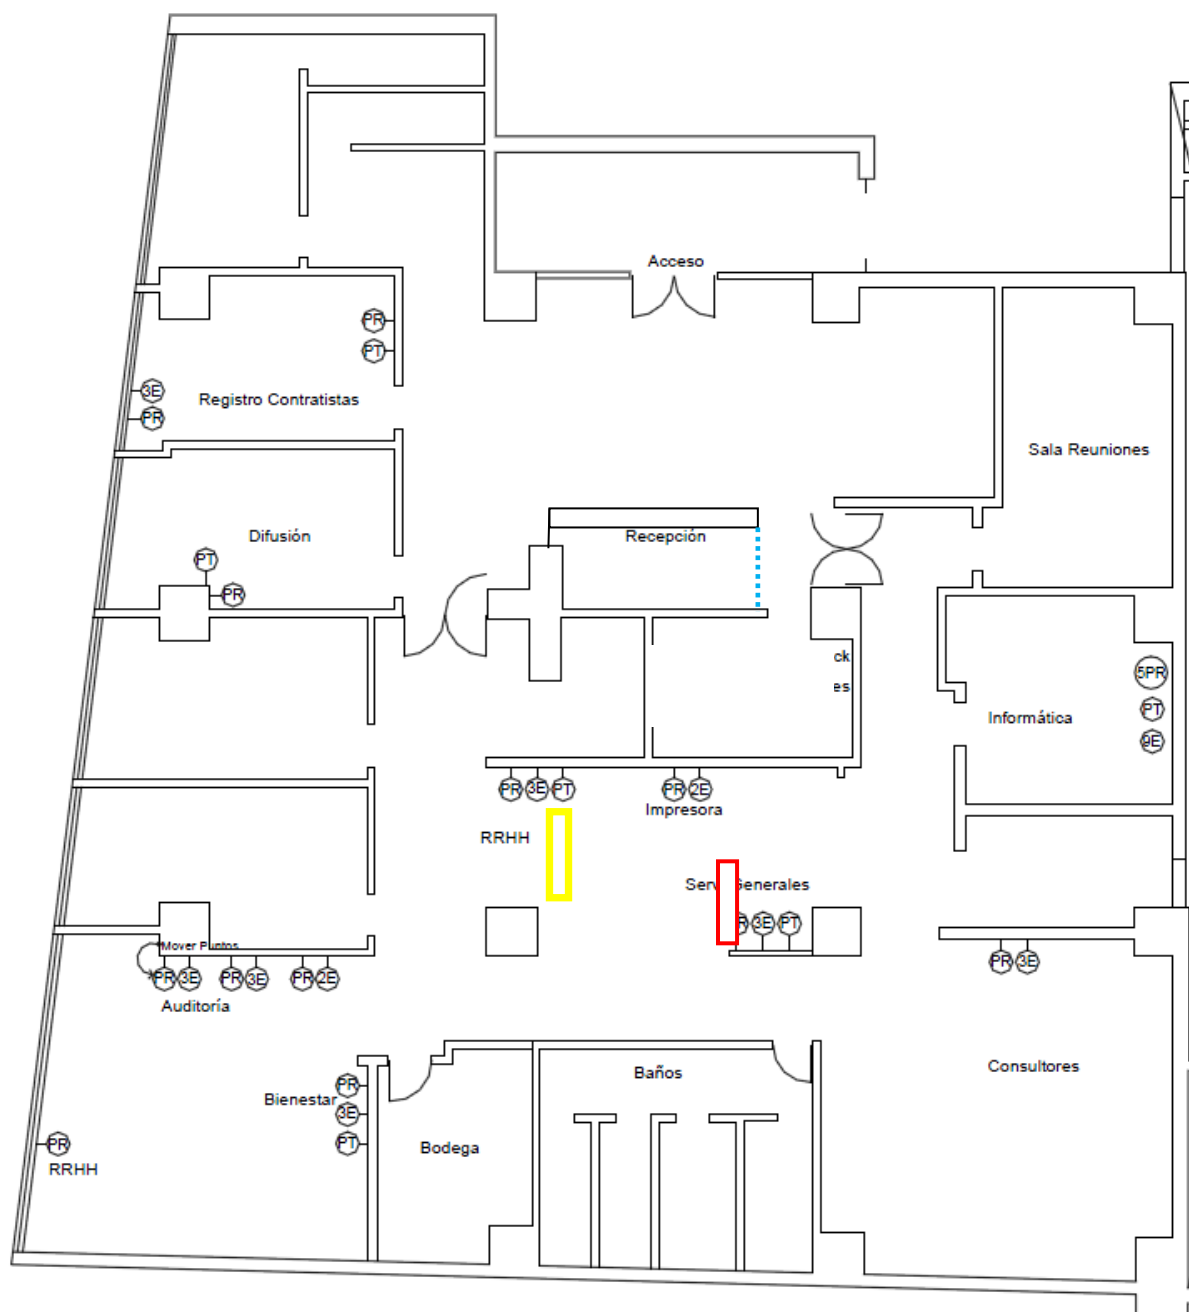 Acceso
PR
PT
3E
PR
Registro Contratistas
Sala Reuniones
Difusión
Recepción
PT
PR
ck
es
5PR
PT
9E
Informática
PR 3E PT
PR 2E
Impresora
RRHH
Serv Generales
3E PT
*Mover Puntos
PR 3E PR 3E PR 2E
Auditoría
PR 3E
Consultores
Baños
PR
Bienestar
3E
PT
Bodega
PR
RRHH